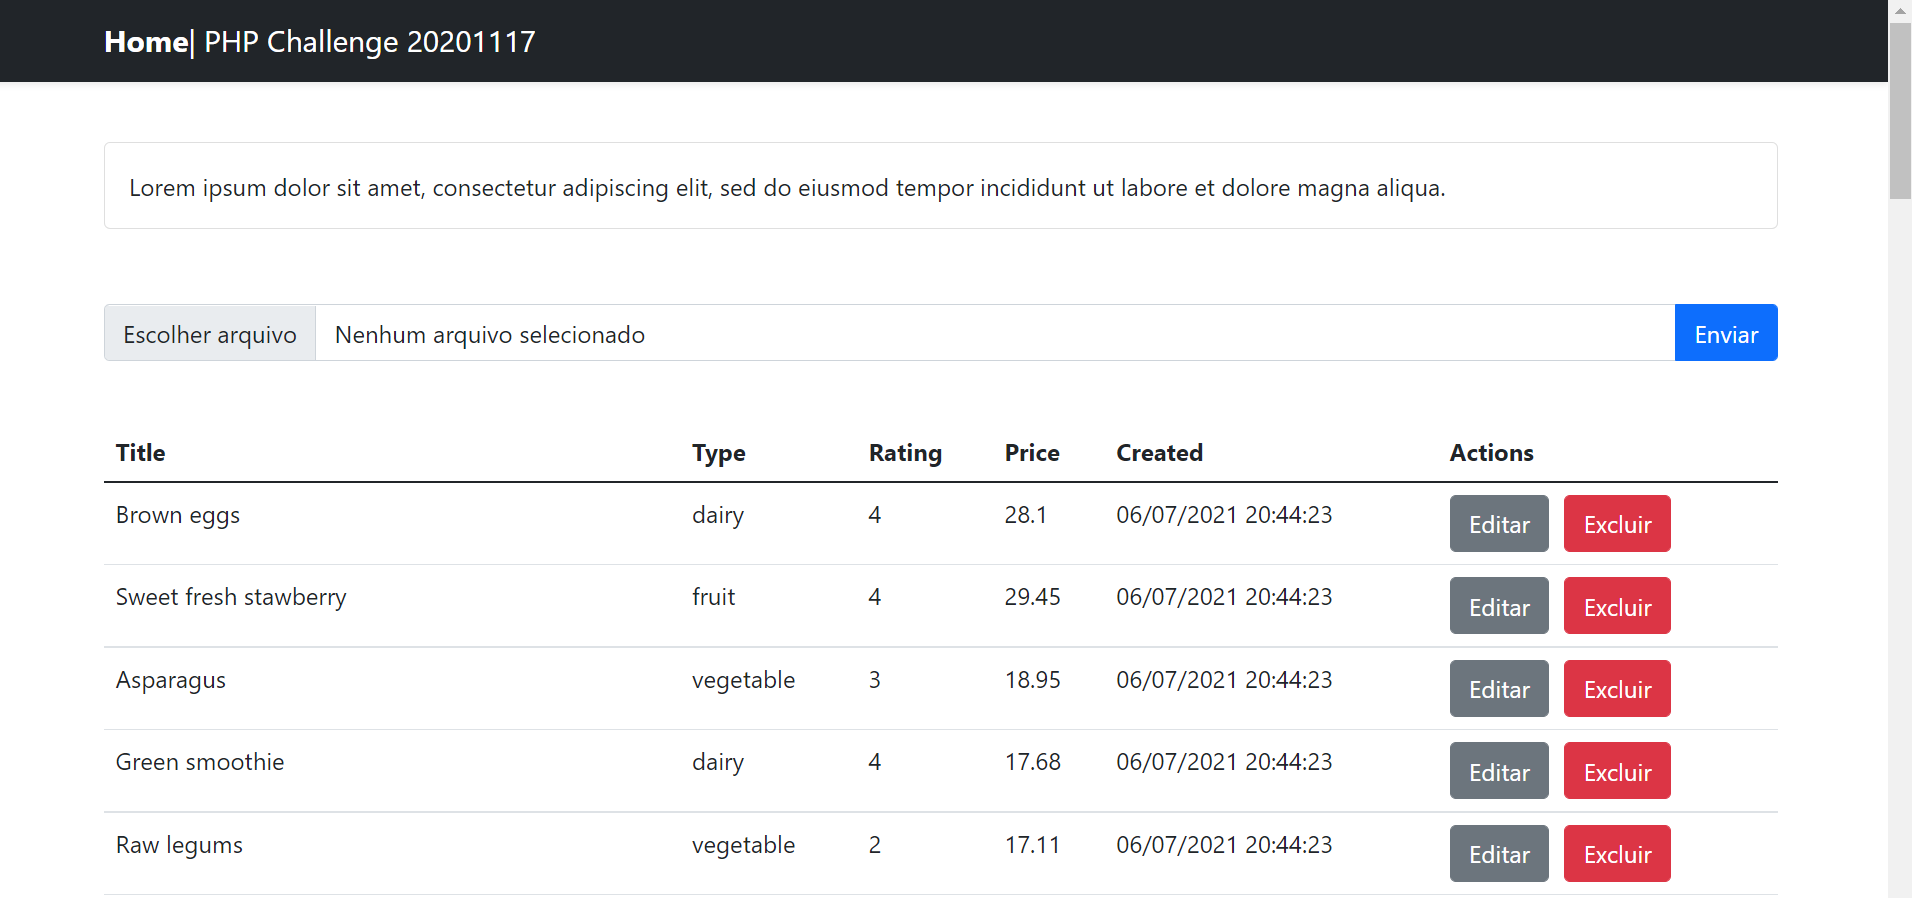 Home| PHP Challenge 20201117
Lorem ipsum dolor sit amet, consectetur adipiscing elit, sed do eiusmod tempor incididunt ut labore et dolore magna aliqua.
Escolher arquivo Nenhum arquivo selecionado Enviar
Title Type Rating Price Created Actions
Brown eggs dairy 4 28.1 06/07/2021 20:44:23 Editar Excluir
Sweet fresh stawberry fruit 4 29.45 06/07/2021 20:44:23 Editar Excluir
Asparagus vegetable 3 18.95 06/07/2021 20:44:23 Editar Excluir
Green smoothie dairy 4 17.68 06/07/2021 20:44:23 Editar Excluir
Raw legums vegetable 2 17.11 06/07/2021 20:44:23 Editar Excluir